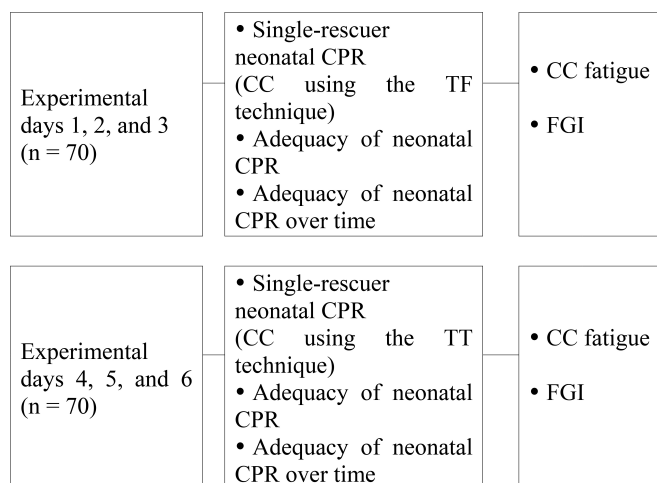 Experimental
days 1, 2, and 3
(n = 70)
• Single-rescuer
neonatal CPR
(CC using the TF
technique)
• Adequacy of neonatal
CPR
• Adequacy of neonatal
CPR over time
• CC fatigue
• FGI
Experimental
days 4, 5, and 6
(n = 70)
• Single-rescuer
neonatal CPR
(CC using the TT
technique)
• Adequacy of neonatal
CPR
• Adequacy of neonatal
CPR over time
• CC fatigue
• FGI